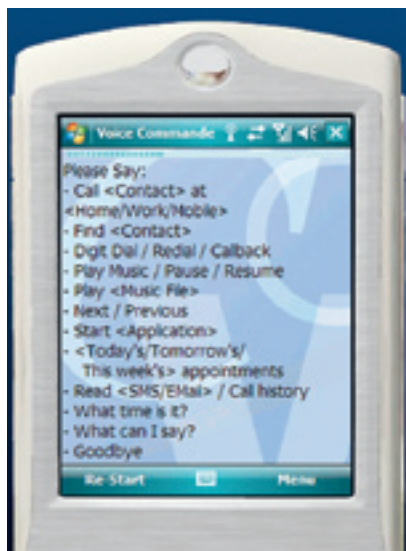 Voice Commande
Please Say:
- Call <Contact> at
<Home/Work/Mobile>
- Find <Contact>
- Digit Dial / Redial / Callback
- Play Music / Pause / Resume
- Play <Music File>
- Next / Previous
- Start <Application>
- <Today's/Tomorrow's/
This week's> appointments
- Read <SMS/EMail> / Call history
- What time is it?
- What can I say?
- Goodbye
Re-Start
Menu